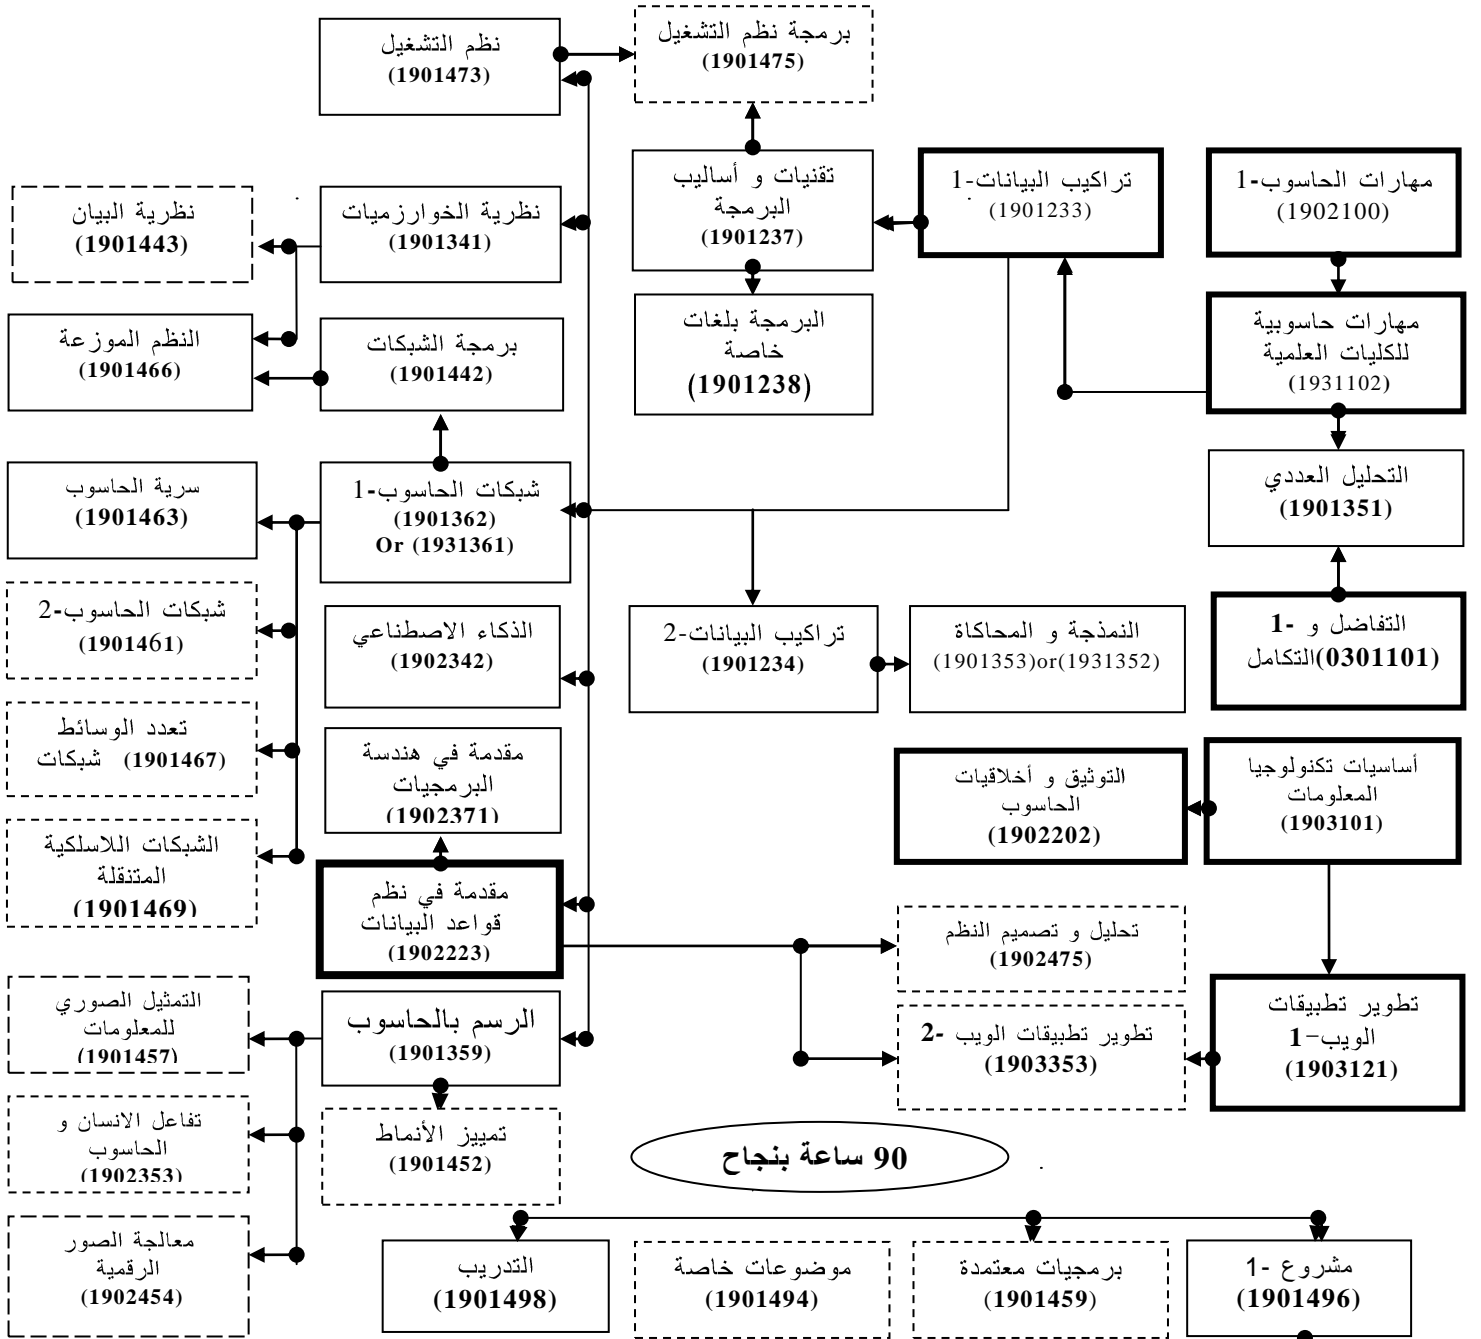 نظم التشغيل
(1901473)
برمجة نظم التشغيل
(1901475)
مهارات الحاسوب-1
(1902100)
تراكيب البيانات-1
(1901233)
تقنيات و أساليب
البرمجة
(1901237)
نظرية الخوارزميات
(1901341)
نظرية البيان
(1901443)
مهارات حاسوبية
للكليات العلمية
(1931102)
البرمجة بلغات
خاصة
(1901238)
برمجة الشبكات
(1901442)
النظم الموزعة
(1901466)
التحليل العددي
(1901351)
شبكات الحاسوب-1
(1901362)
Or (1931361)
سرية الحاسوب
(1901463)
التفاضل و -1
التكامل(0301101)
النمذجة و المحاكاة
(1901353)or(1931352)
تراكيب البيانات-2
(1901234)
الذكاء الاصطناعي
(1902342)
شبكات الحاسوب-2
(1901461)
تعدد الوسائط
شبكات (1901467)
أساسيات تكنولوجيا
المعلومات
(1903101)
التوثيق و أخلاقيات
الحاسوب
(1902202)
مقدمة في هندسة
البرمجيات
(1902371)
الشبكات اللاسلكية
المتنقلة
(1901469)
مقدمة في نظم
قواعد البيانات
(1902223)
تحليل و تصميم النظم
(1902475)
تطوير تطبيقات
الويب-1
(1903121)
تطوير تطبيقات الويب -2
(1903353)
الرسم بالحاسوب
(1901359)
التمثيل الصوري
للمعلومات
(1901457)
تمييز الأنماط
(1901452)
تفاعل الانسان و
الحاسوب
(1902353)
90 ساعة بنجاح
معالجة الصور
الرقمية
(1902454)
مشروع -1
(1901496)
برمجيات معتمدة
(1901459)
موضوعات خاصة
(1901494)
التدريب
(1901498)